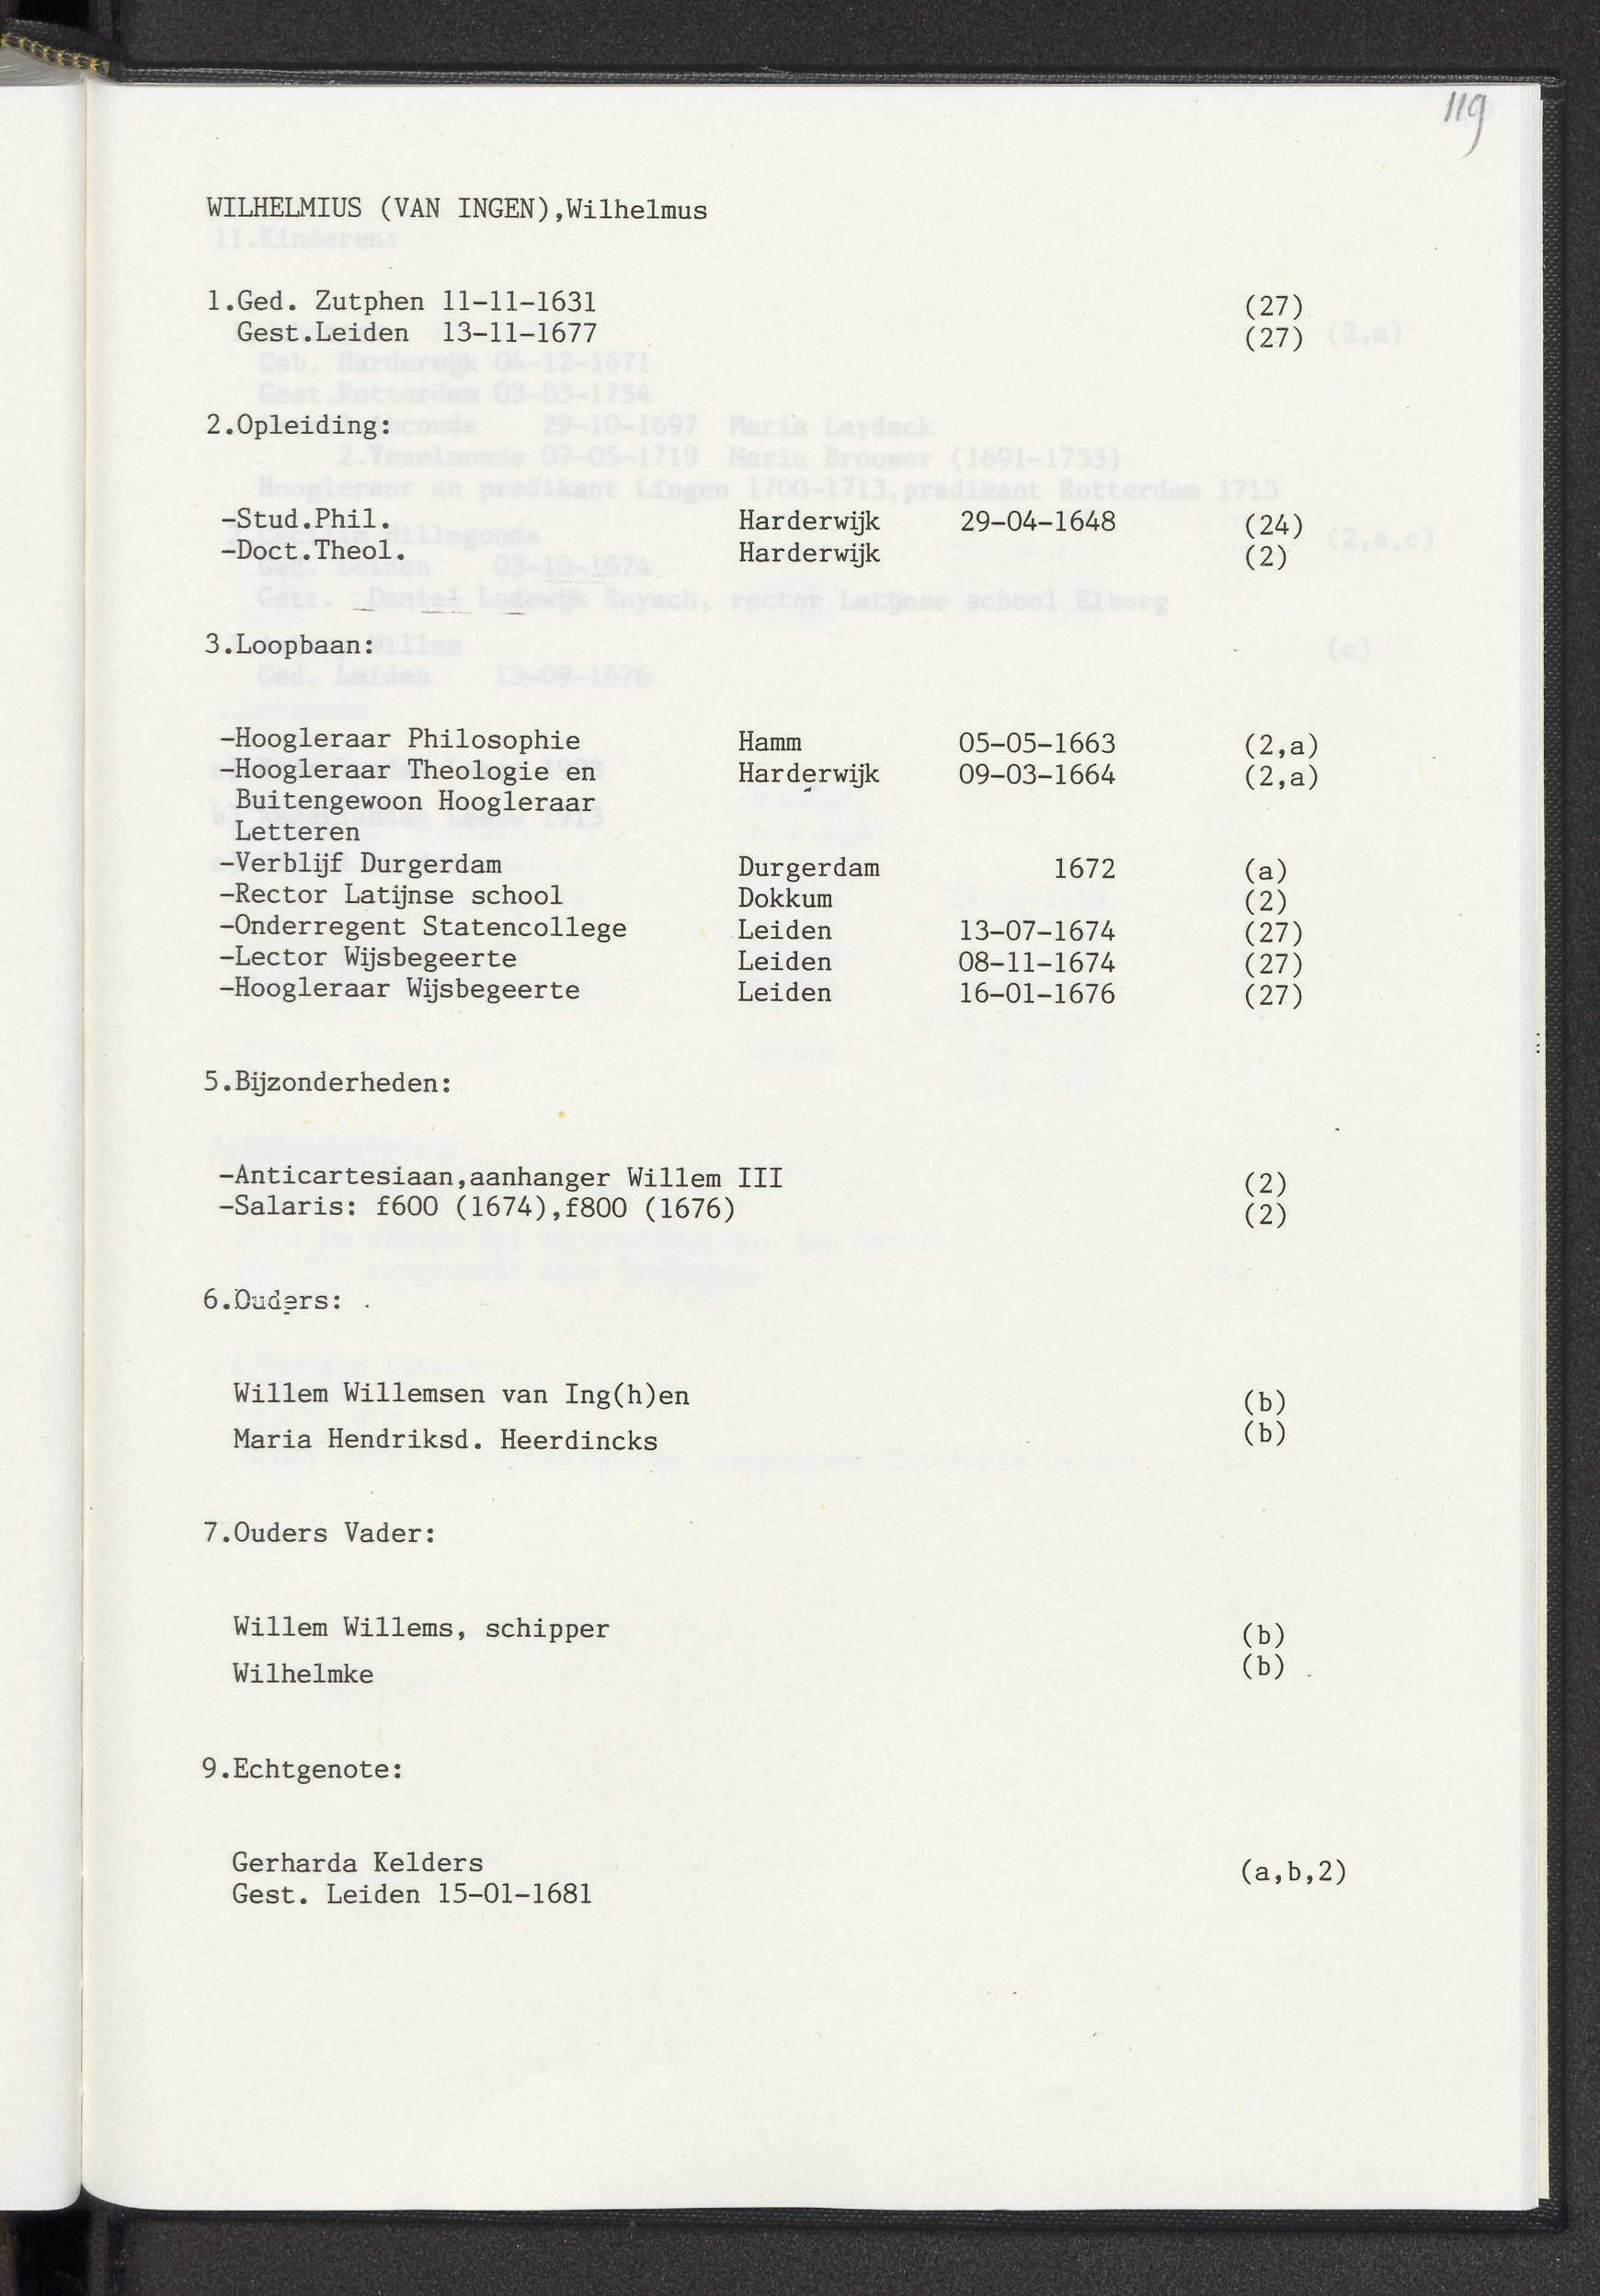 119
WILHELMIUS (VAN INGEN),Wilhelmus
1.Ged. Zutphen 11-11-1631 (27)
Gest.Leiden 13-11-1677 (27)
2.Opleiding:
-Stud.Phil. Harderwijk 29-04-1648 (24)
-Doct.Theol. Harderwijk (2)
3.Loopbaan:
-Hoogleraar Philosophie Hamm 05-05-1663 (2,a)
-Hoogleraar Theologie en Harderwijk 09-03-1664 (2,a)
Buitengewoon Hoogleraar
Letteren
-Verblijf Durgerdam Durgerdam 1672 (a)
-Rector Latijnse school Dokkum (2)
-Onderregent Statencollege Leiden 13-07-1674 (27)
-Lector Wijsbegeerte Leiden 08-11-1674 (27)
-Hoogleraar Wijsbegeerte Leiden 16-01-1676 (27)
5.Bijzonderheden:
-Anticartesiaan,aanhanger Willem III (2)
-Salaris: f600 (1674),f800 (1676) (2)
6.Ouders:
Willem Willemsen van Ing(h)en (b)
Maria Hendriksd. Heerdincks (b)
7.Ouders Vader:
Willem Willems, schipper (b)
Wilhelmke (b)
9.Echtgenote:
Gerharda Kelders (a,b,2)
Gest. Leiden 15-01-1681